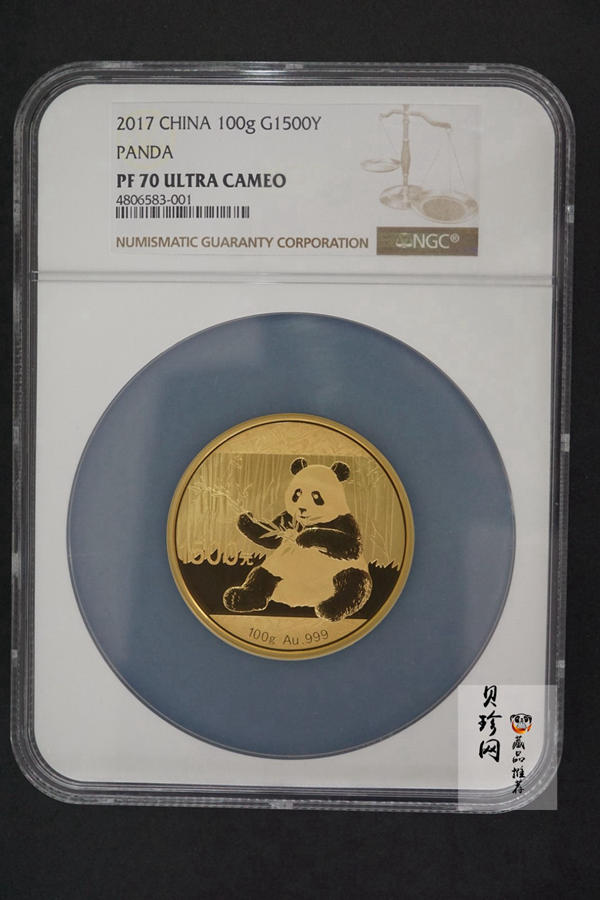 2017 CHINA 100g G1500Y
PANDA
PF 70 ULTRA CAMEO
4806583-001
NUMISMATIC GUARANTY CORPORATION
NGC®
1500元
100g Au.999
贝珍网
藏品推荐